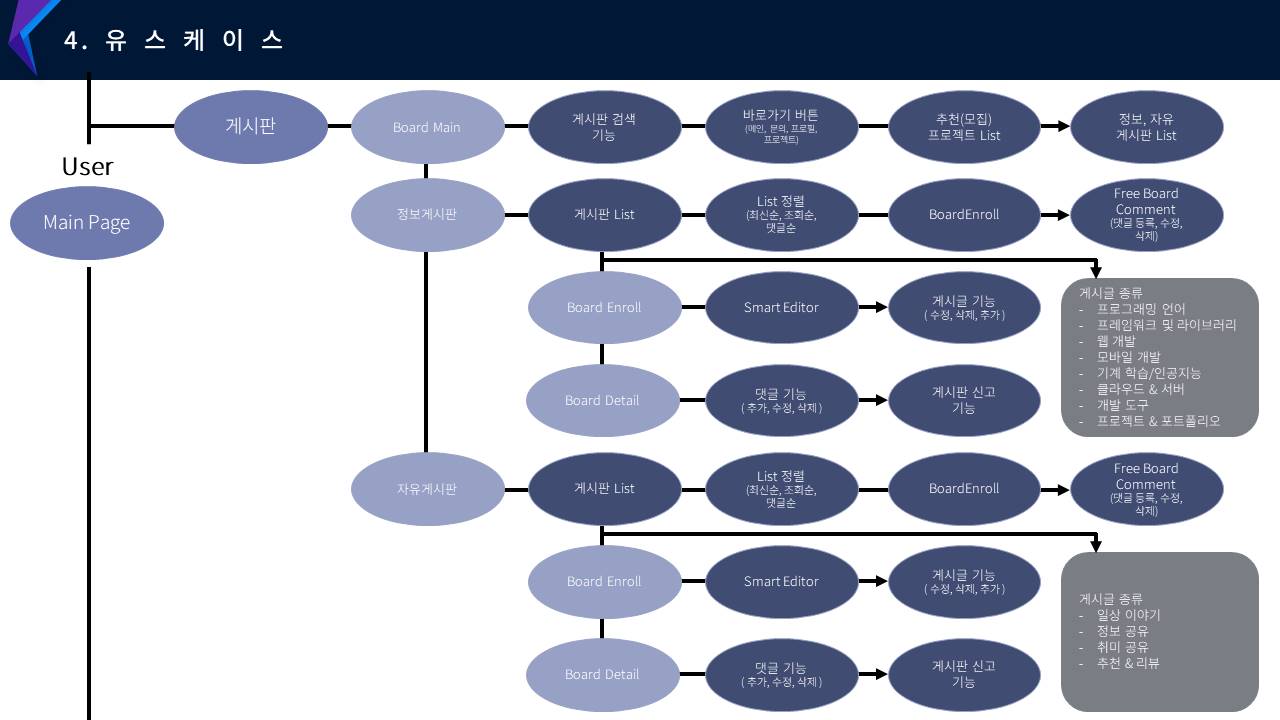 4. 유 스 케 이 스
User
Main Page
게시판
Board Main
게시판 검색
기능
바로가기 버튼
(메인, 문의, 프로필,
프로젝트)
추천(모집)
프로젝트 List
정보, 자유
게시판 List
정보게시판
게시판 List
List 정렬
(최신순, 조회순,
댓글순
BoardEnroll
Free Board
Comment
(댓글 등록, 수정,
삭제)
Board Enroll
Smart Editor
게시글 기능
( 수정, 삭제, 추가 )
Board Detail
댓글 기능
( 추가, 수정, 삭제 )
게시판 신고
기능
게시글 종류
- 프로그래밍 언어
- 프레임워크 및 라이브러리
- 웹 개발
- 모바일 개발
- 기계 학습/인공지능
- 클라우드 & 서버
- 개발 도구
- 프로젝트 & 포트폴리오
자유게시판
게시판 List
List 정렬
(최신순, 조회순,
댓글순
BoardEnroll
Free Board
Comment
(댓글 등록, 수정,
삭제)
Board Enroll
Smart Editor
게시글 기능
( 수정, 삭제, 추가 )
Board Detail
댓글 기능
( 추가, 수정, 삭제 )
게시판 신고
기능
게시글 종류
- 일상 이야기
- 정보 공유
- 취미 공유
- 추천 & 리뷰